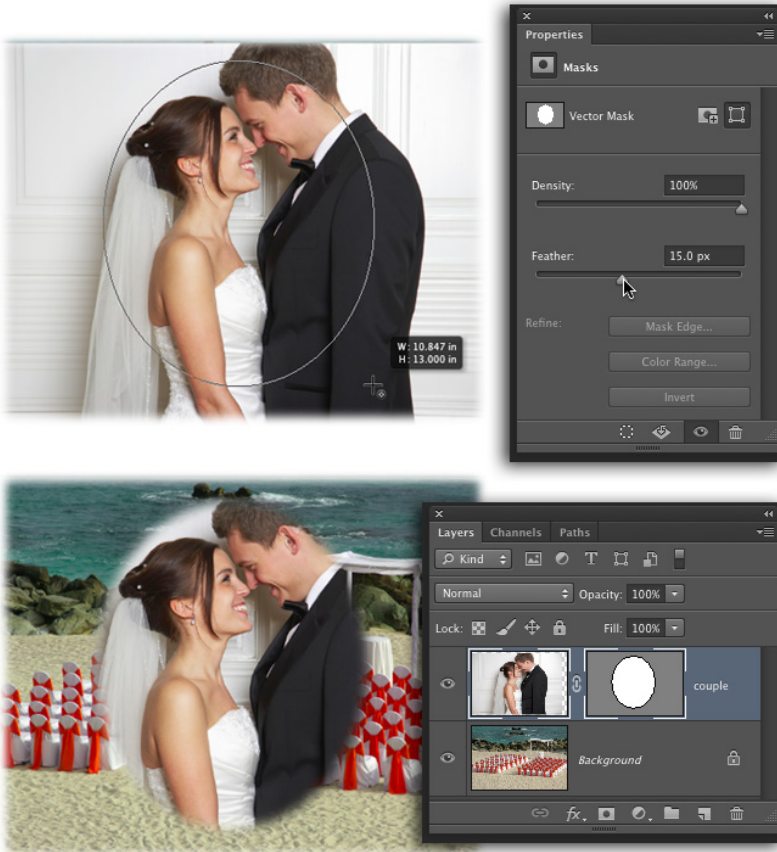 Properties
Masks
Vector Mask
Density:
100%
Feather:
15.0 px
Refine:
Mask Edge...
Color Range...
Invert
W: 10.847 in
H: 13.000 in
Layers Channels Paths
Kind
T
Normal
Opacity: 100%
Lock:
Fill: 100%
couple
Background
fx